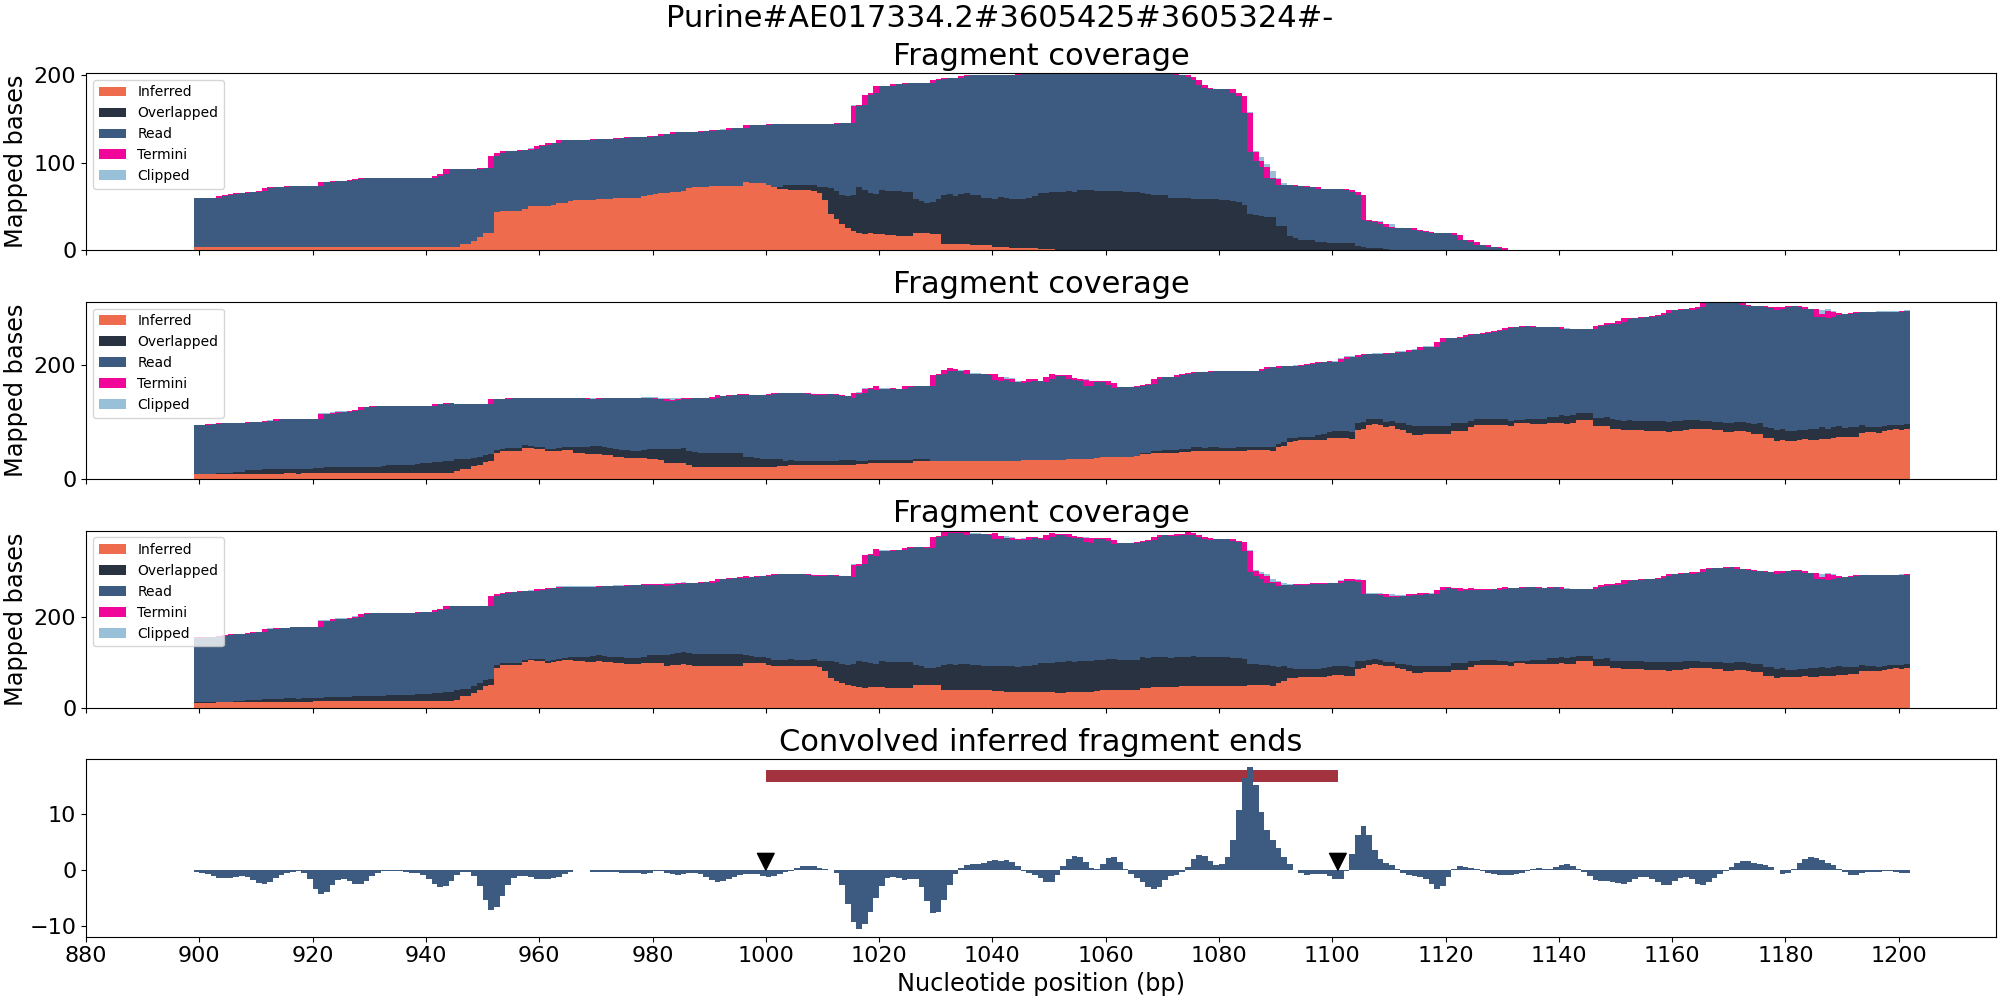 Purine#AE017334.2#3605425#3605324#-
Fragment coverage
Mapped bases
200
100
0
Inferred
Overlapped
Read
Termini
Clipped
Fragment coverage
Mapped bases
200
0
Inferred
Overlapped
Read
Termini
Clipped
Fragment coverage
Mapped bases
200
0
Inferred
Overlapped
Read
Termini
Clipped
Convolved inferred fragment ends
10
0
−10
880 900 920 940 960 980 1000 1020 1040 1060 1080 1100 1120 1140 1160 1180 1200
Nucleotide position (bp)